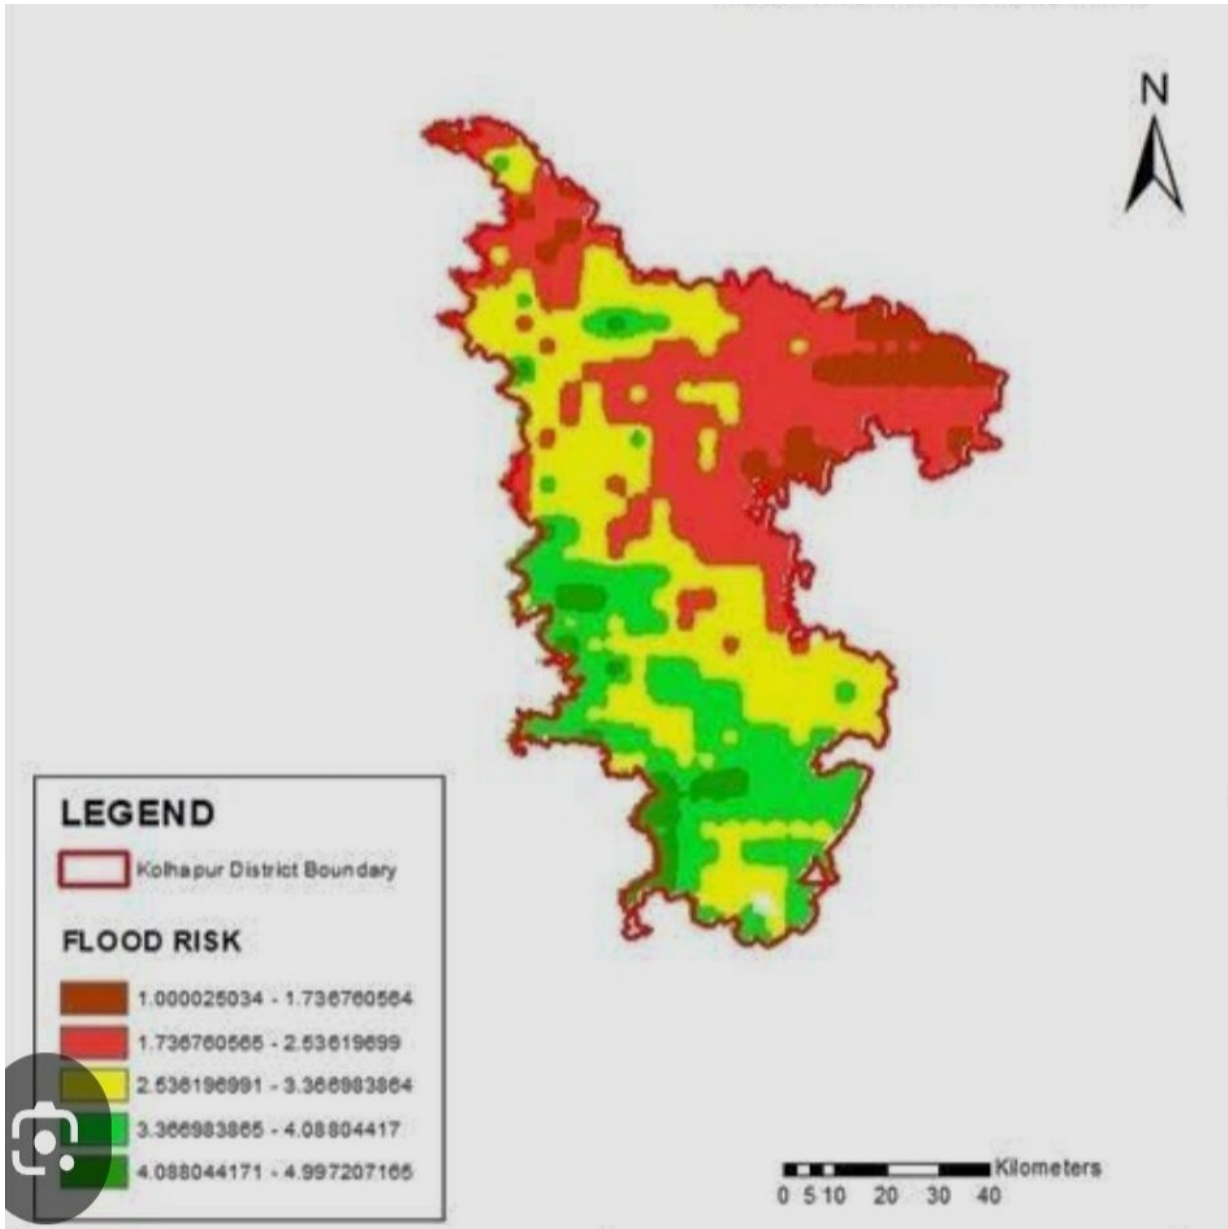 N
LEGEND
Kolhapur District Boundary
FLOOD RISK
1.000025034 - 1.736760564
1.736760565 - 2.53619699
2.536196991 - 3.366983864
3.366983865 - 4.08804417
4.088044171 - 4.997207165
Kilometers
0 5 10 20 30 40